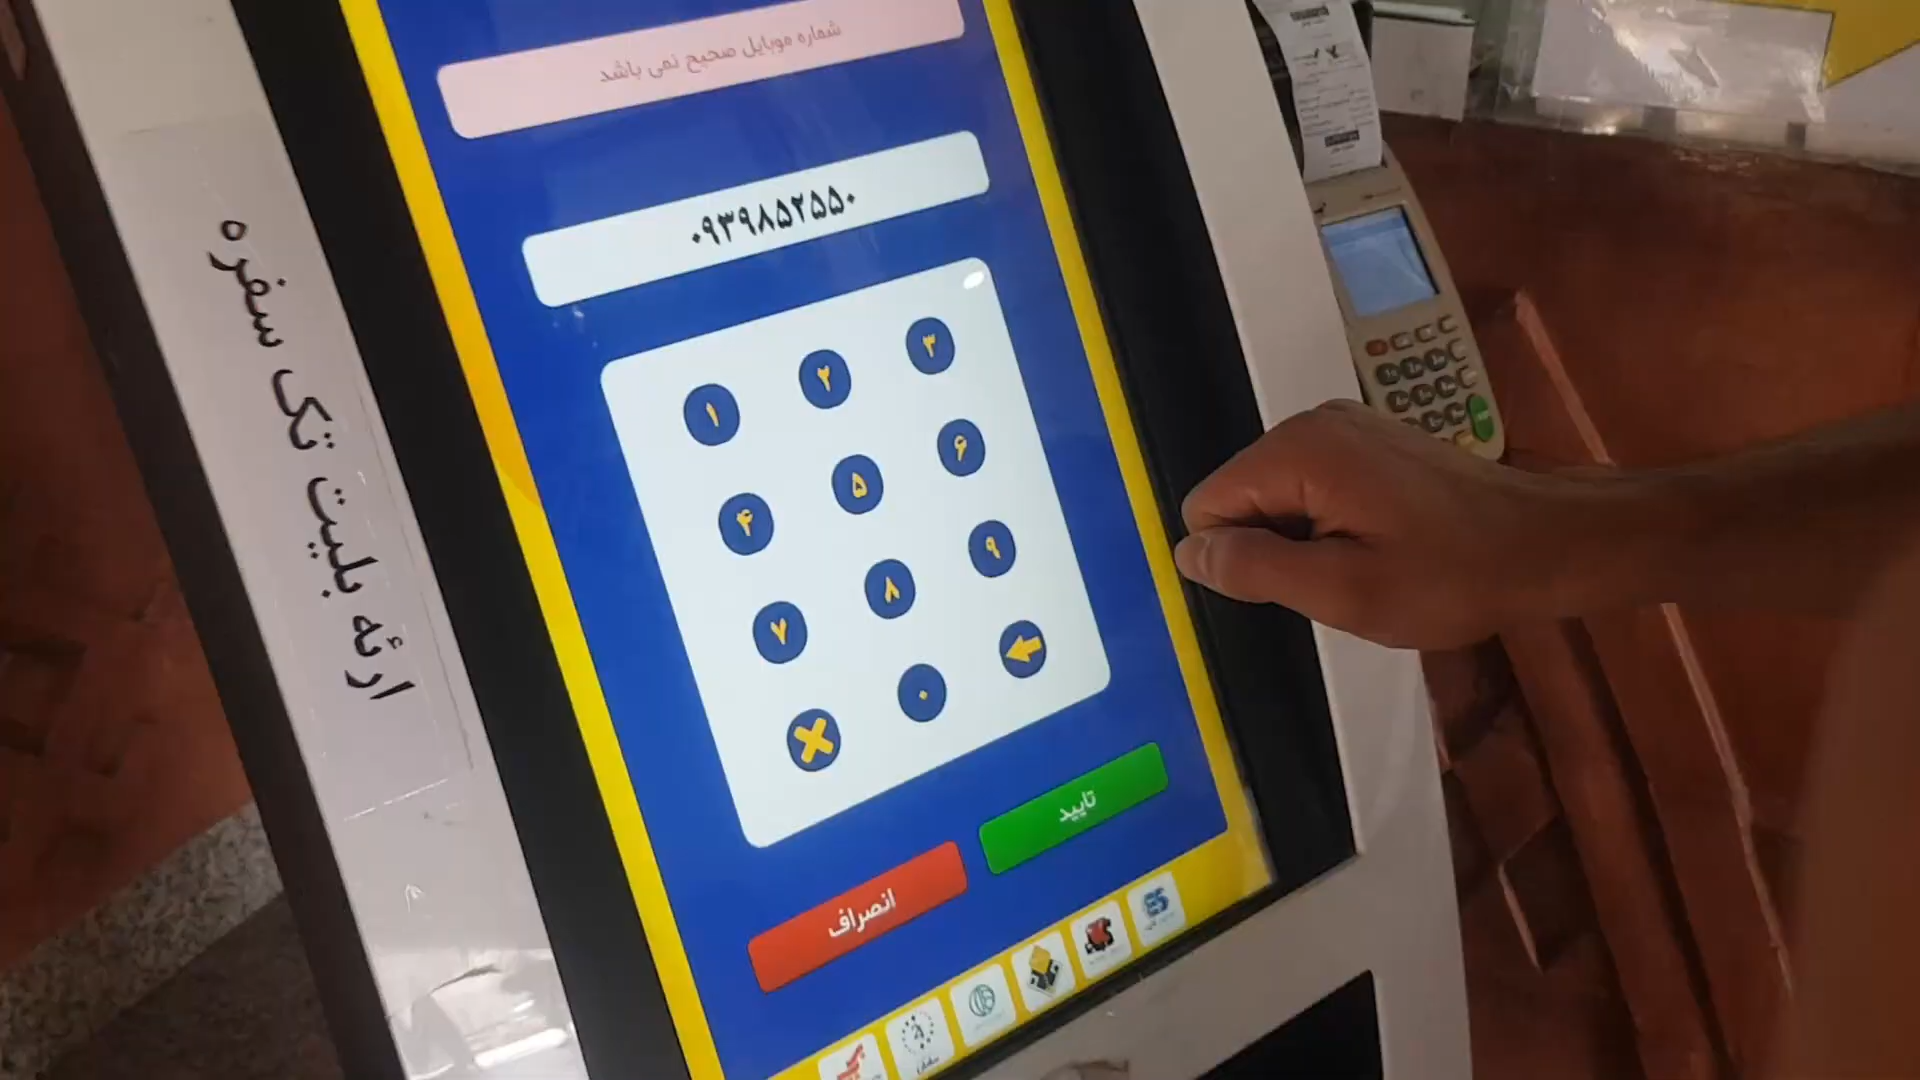 شماره موبایل صحیح نمی باشد
۰۹۳۹۸۵۲۵۵۰
۱ ۲ ۳
۴ ۵ ۶
۷ ۸ ۹
۰
تایید
انصراف
ارئه بلیت تک سفره